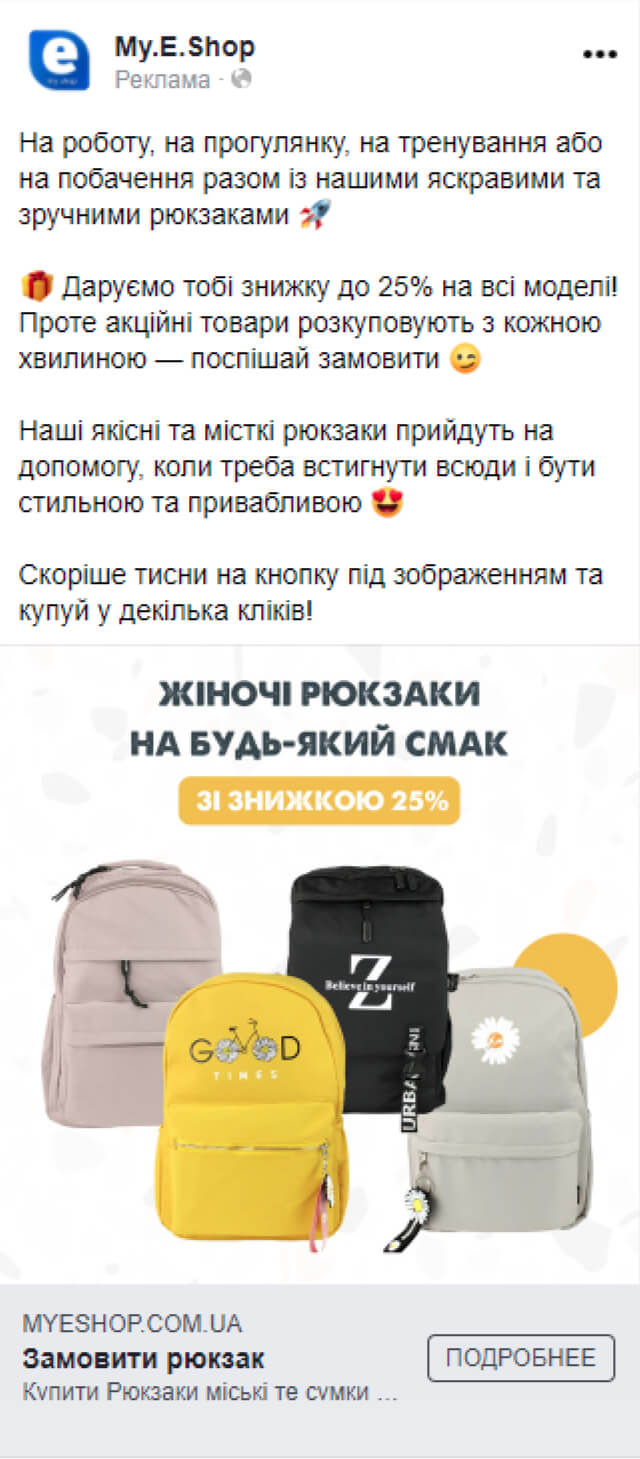 My.E.Shop
Реклама ·
На роботу, на прогулянку, на тренування або
на побачення разом із нашими яскравими та
зручними рюкзаками 🚀
🎁 Даруємо тобі знижку до 25% на всі моделі!
Проте акційні товари розкуповують з кожною
хвилиною — поспішай замовити 😉
Наші якісні та місткі рюкзаки прийдуть на
допомогу, коли треба встигнути всюди і бути
стильною та привабливою 😍
Скоріше тисни на кнопку під зображенням та
купуй у декілька кліків!
ЖІНОЧІ РЮКЗАКИ
НА БУДЬ-ЯКИЙ СМАК
ЗІ ЗНИЖКОЮ 25%
Z
Believe in yourself
GOOD
TIMES
URBAN
MYESHOP.COM.UA
Замовити рюкзак
ПОДРОБНЕЕ
Купити Рюкзаки міські те сумки ...